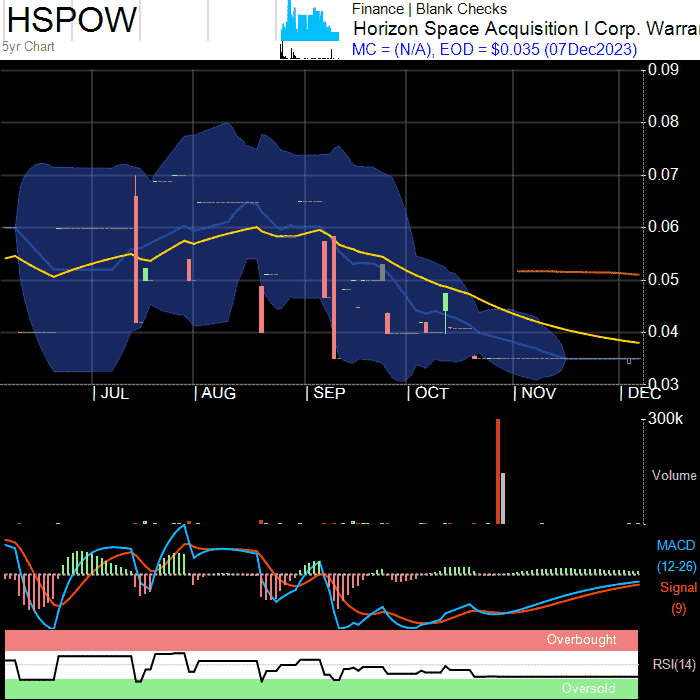 HSPOW
5yr Chart
Finance | Blank Checks
Horizon Space Acquisition I Corp. Warra
MC = (N/A), EOD = $0.035 (07Dec2023)
0.09
0.08
0.07
0.06
0.05
0.04
0.03
| JUL | AUG | SEP | OCT | NOV | DEC
300k
Volume
MACD
(12-26)
Signal
(9)
Overbought
RSI(14)
Oversold